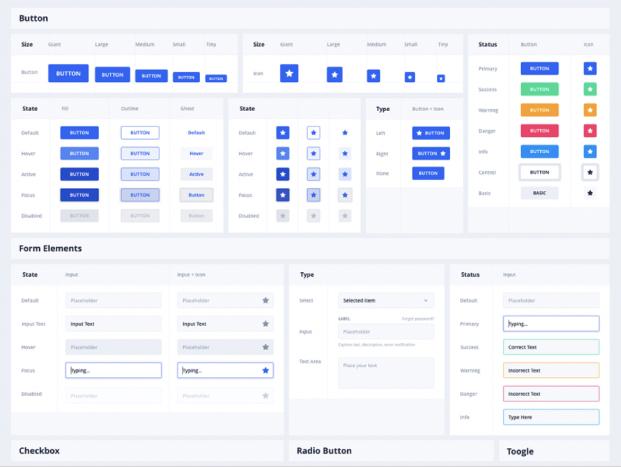 Button
Size Giant Large Medium Small Tiny
Button BUTTON BUTTON BUTTON BUTTON BUTTON
Size Giant Large Medium Small Tiny
Icon
Status Button Icon
Primary BUTTON
Success BUTTON
Warning BUTTON
Danger BUTTON
Info BUTTON
Control BUTTON
Basic BASIC
State Fill Outline Ghost
Default BUTTON BUTTON Default
Hover BUTTON BUTTON Hover
Active BUTTON BUTTON Active
Focus BUTTON BUTTON Button
Disabled BUTTON BUTTON Button
State
Default
Hover
Active
Focus
Disabled
Type Button + Icon
Left BUTTON
Right BUTTON
None BUTTON
Form Elements
State Input Input + Icon
Default Placeholder Placeholder
Input Text Input Text Input Text
Hover Placeholder Placeholder
Focus Typing... Typing...
Disabled Placeholder Placeholder
Type
Select Selected Item
LABEL Forgot password?
Input Placeholder
Caption text, description, error notification
Text Area Place your text
Status Input
Default Placeholder
Primary Typing...
Success Correct Text
Warning Incorrect Text
Danger Incorrect Text
Info Type Here
Checkbox
Radio Button
Toogle